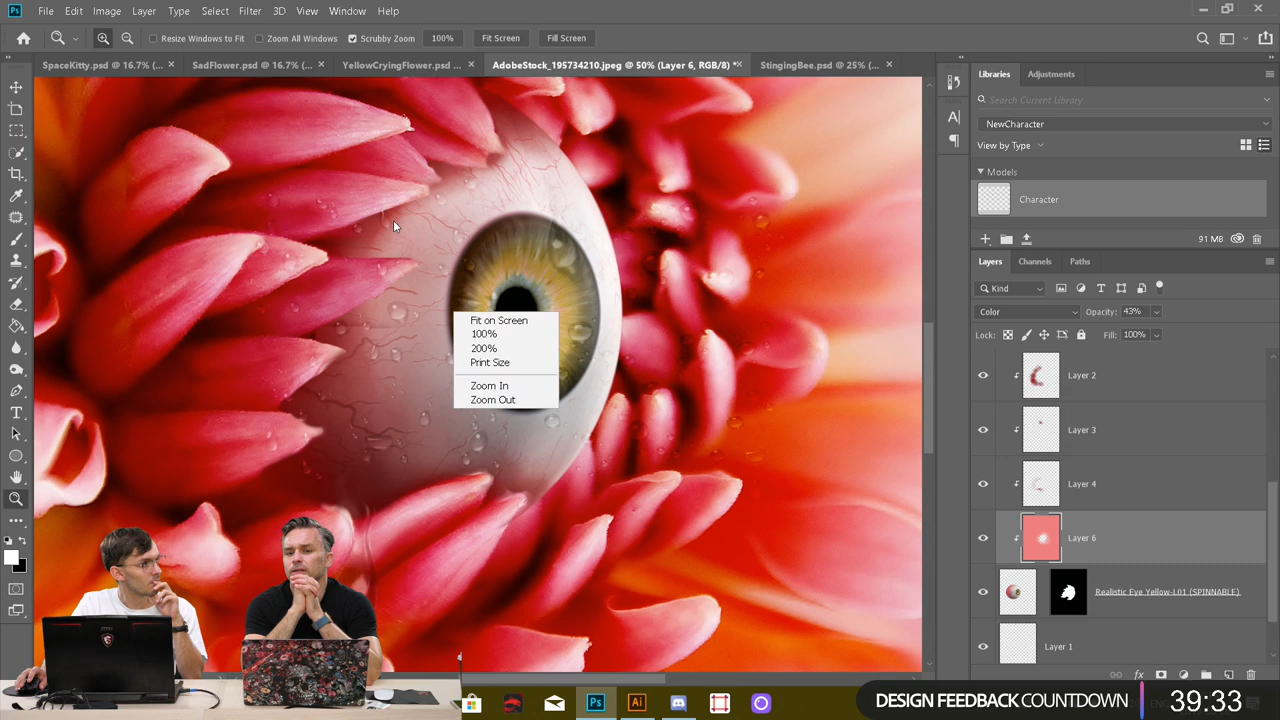 Ps File Edit Image Layer Type Select Filter 3D View Window Help
Resize Windows to Fit Zoom All Windows Scrubby Zoom 100% Fit Screen Fill Screen
SpaceKitty.psd @ 16.7% (... × SadFlower.psd @ 16.7% (... × YellowCryingFlower.psd ... × AdobeStock_195734210.jpeg @ 50% (Layer 6, RGB/8) * × StingingBee.psd @ 25% (... ×
Libraries Adjustments
Search Current Library
NewCharacter
View by Type
Models
Character
91 MB
Layers Channels Paths
Kind
Color Opacity: 43%
Lock: Fill: 100%
Layer 2
Layer 3
Layer 4
Layer 6
Realistic Eye Yellow-L01 (SPINNABLE)
Layer 1
Fit on Screen
100%
200%
Print Size
Zoom In
Zoom Out
Ps Ai
DESIGN FEEDBACK COUNTDOWN 39:33